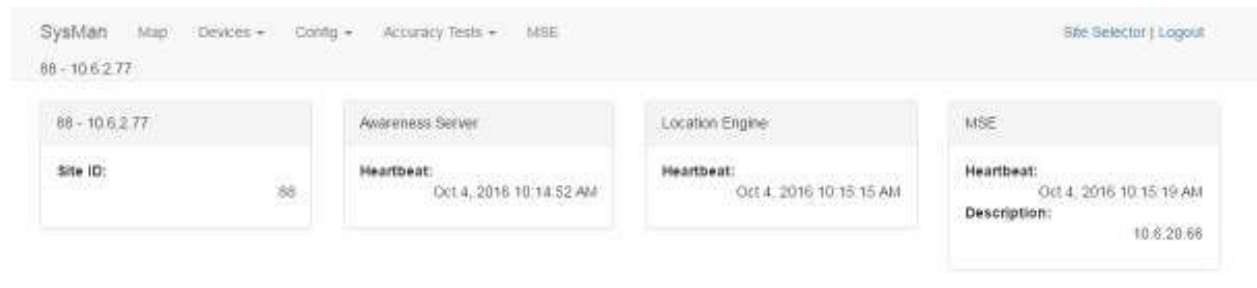 SysMan Map Devices Config Accuracy Tests MSE Site Selector | Logout
88 - 10.6.2.77
88 - 10.6.2.77
Site ID:
88
Awareness Server
Heartbeat:
Oct 4, 2016 10:14:52 AM
Location Engine
Heartbeat:
Oct 4, 2016 10:15:15 AM
MSE
Heartbeat:
Oct 4, 2016 10:15:19 AM
Description:
10.6.20.66